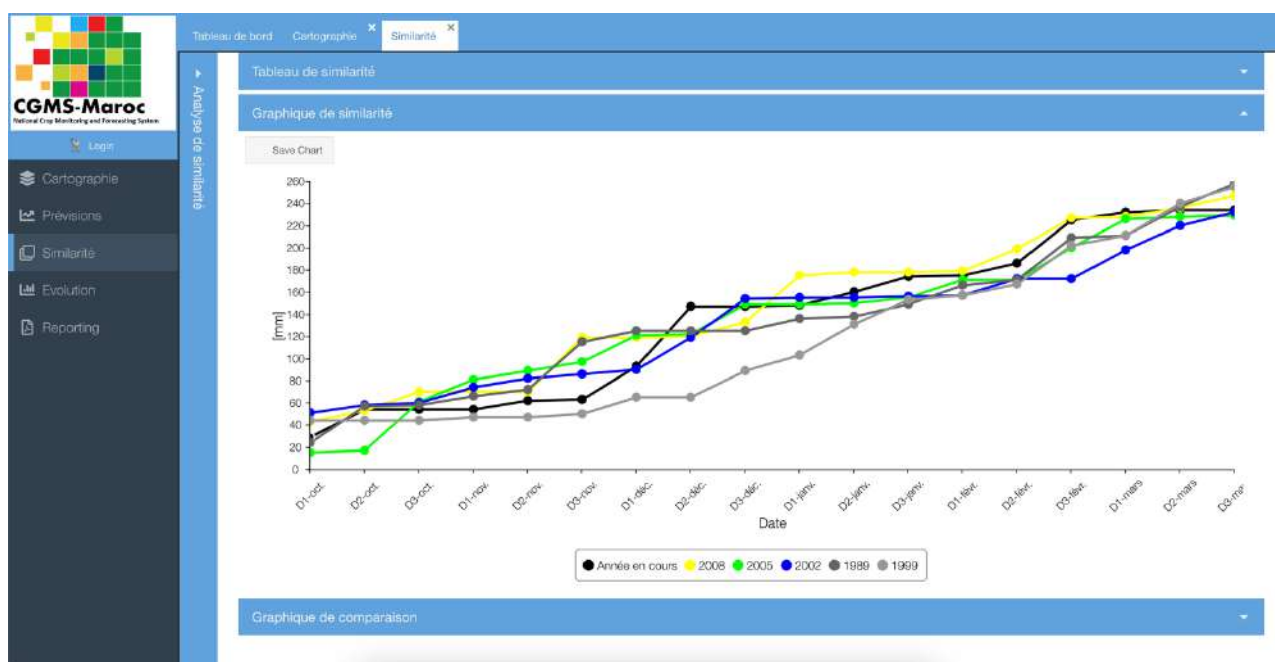 Tableau de bord Cartographie × Similarité ×
CGMS-Maroc
National Crop Monitoring and Forecasting System
Login
Cartographie
Prévisions
Similarité
Evolution
Reporting
Analyse de similarité
Tableau de similarité
Graphique de similarité
Save Chart
260
240
220
200
180
160
140
120
100
80
60
40
20
0
[mm]
D1-oct. D2-oct. D3-oct. D1-nov. D2-nov. D3-nov. D1-déc. D2-déc. D3-déc. D1-janv. D2-janv. D3-janv. D1-févr. D2-févr. D3-févr. D1-mars D2-mars D3-ma
Date
Année en cours 2008 2005 2002 1989 1999
Graphique de comparaison